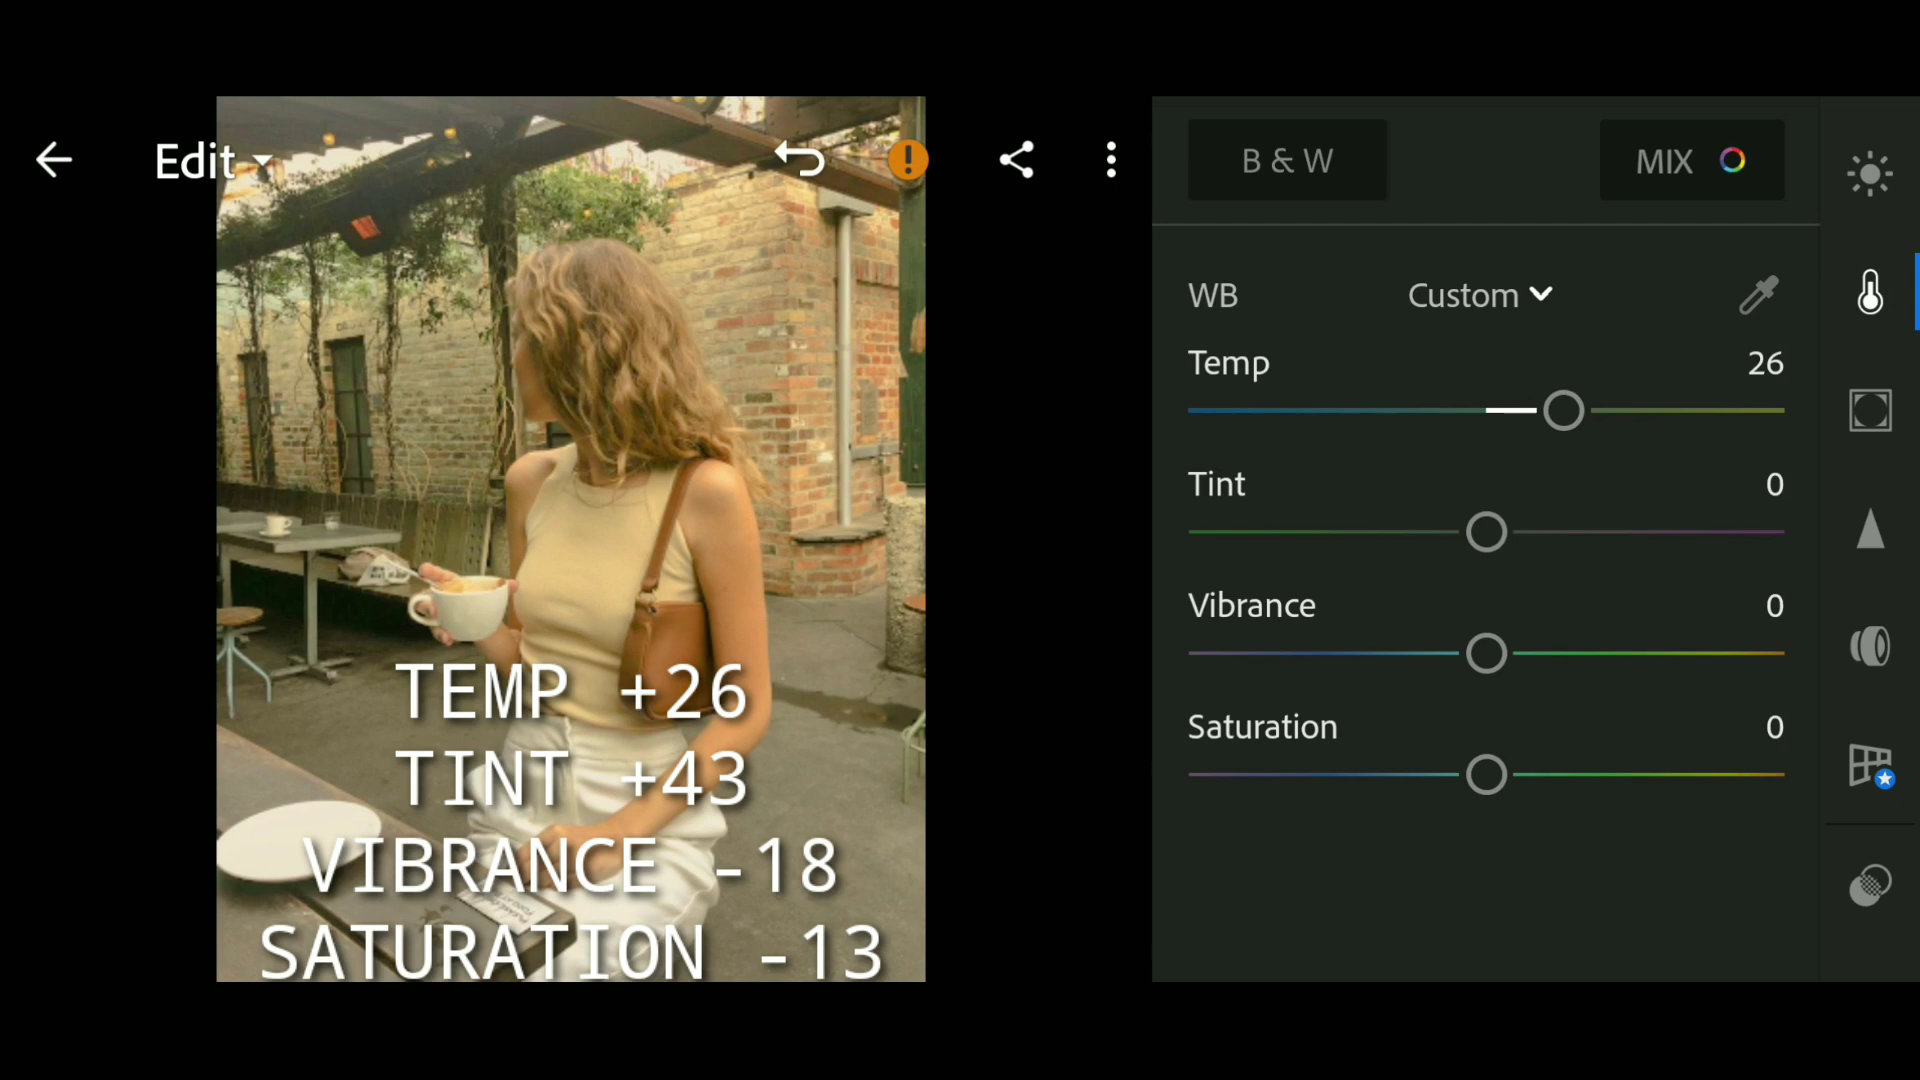 Edit
B & W
MIX
WB
Custom
Temp
26
Tint
0
Vibrance
0
Saturation
0
TEMP +26
TINT +43
VIBRANCE -18
SATURATION -13